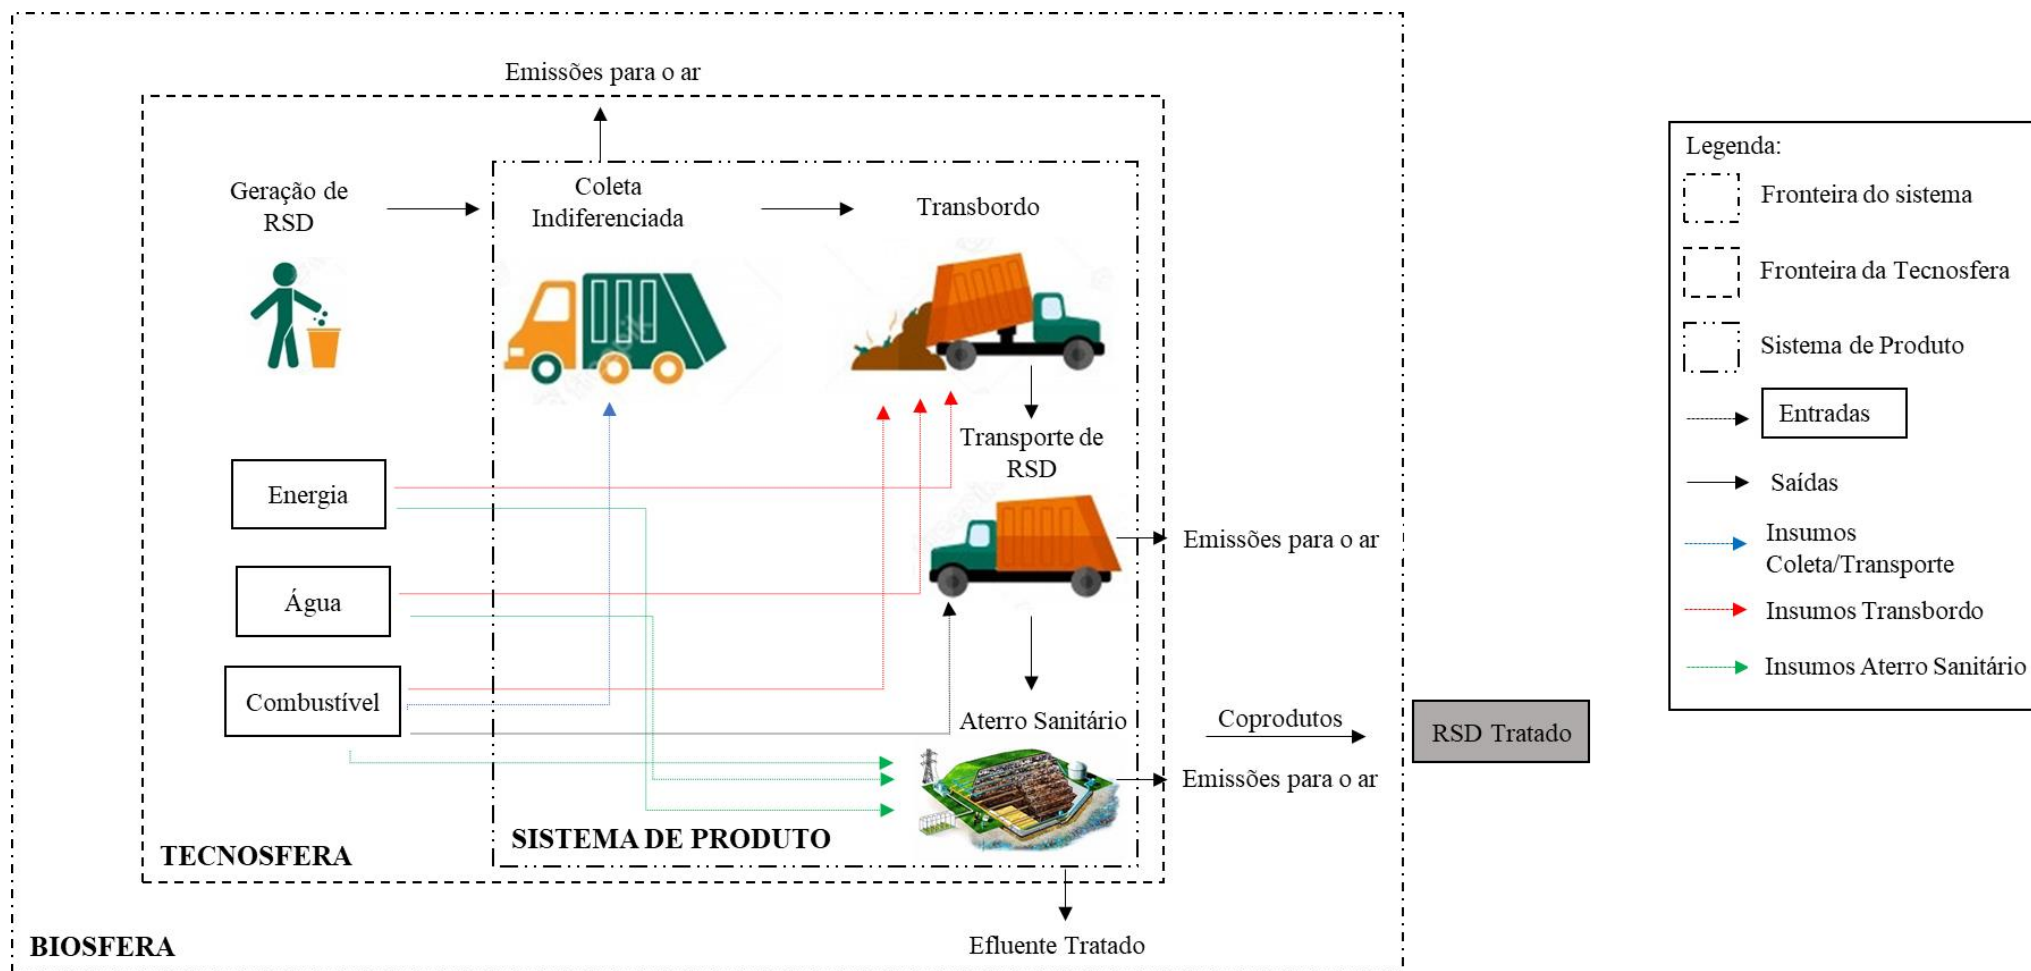 Emissões para o ar
Geração de
RSD
Coleta
Indiferenciada
Transbordo
Transporte de
RSD
Energia
Água
Combustível
Emissões para o ar
Aterro Sanitário
Coprodutos
RSD Tratado
Emissões para o ar
SISTEMA DE PRODUTO
TECNOSFERA
Efluente Tratado
BIOSFERA
Legenda:
Fronteira do sistema
Fronteira da Tecnosfera
Sistema de Produto
Entradas
Saídas
Insumos
Coleta/Transporte
Insumos Transbordo
Insumos Aterro Sanitário